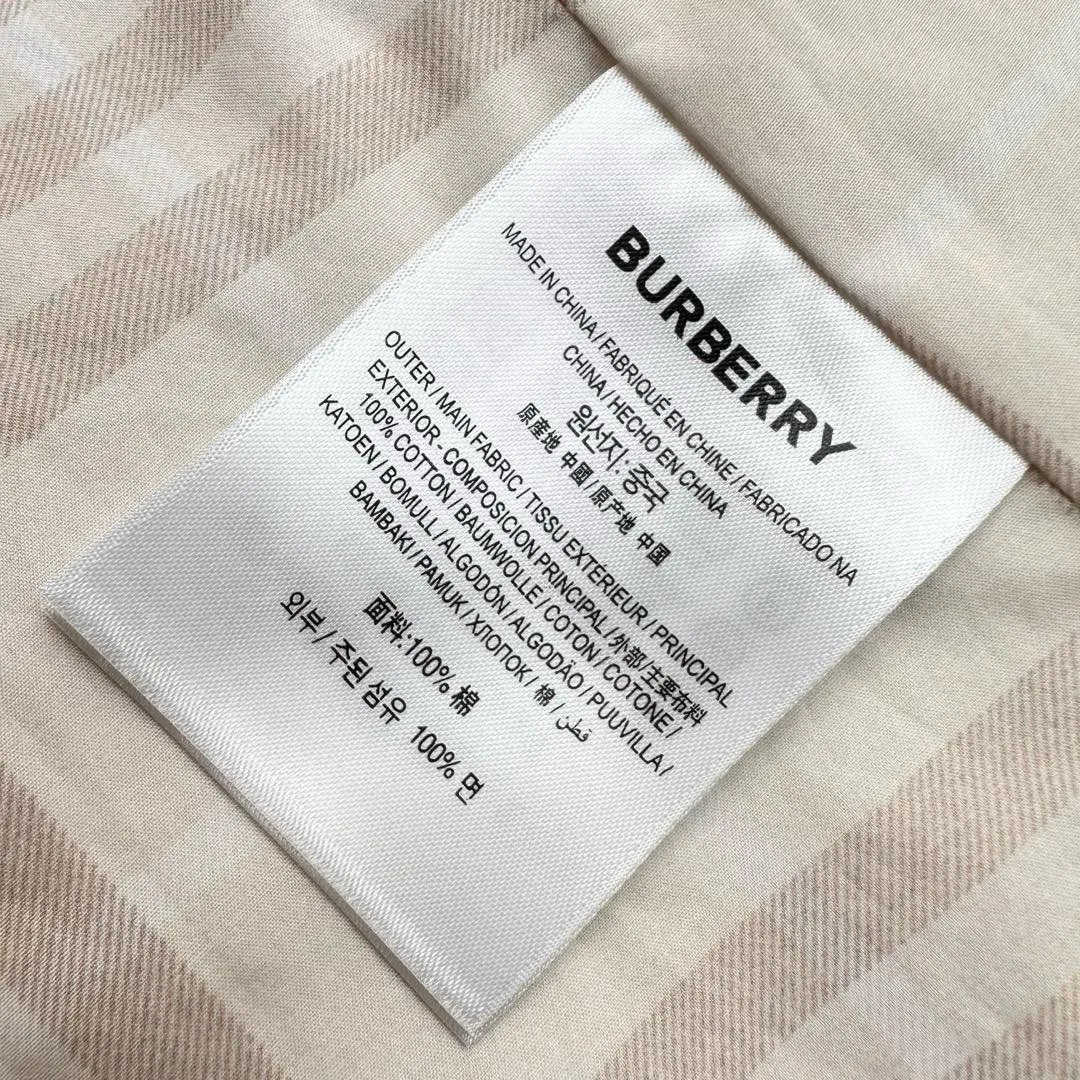 BURBERRY
MADE IN CHINA / FABRIQUÉ EN CHINE / FABRICADO NA
CHINA / HECHO EN CHINA
원산지: 중국
原産地 中國 / 原产地 中國
OUTER / MAIN FABRIC / TISSU EXTÉRIEUR / PRINCIPAL
EXTERIOR - COMPOSICION PRINCIPAL / 外部/主要布料
100% COTTON / BAUMWOLLE / COTON / COTONE /
KATOEN / BOMULL / ALGODÓN / ALGODÃO / PUUVILLA /
BAMBAKI / PAMUK / ХЛОПОК / 棉 / قطن
面料:100% 棉
외부 / 주된 섬유 100% 면